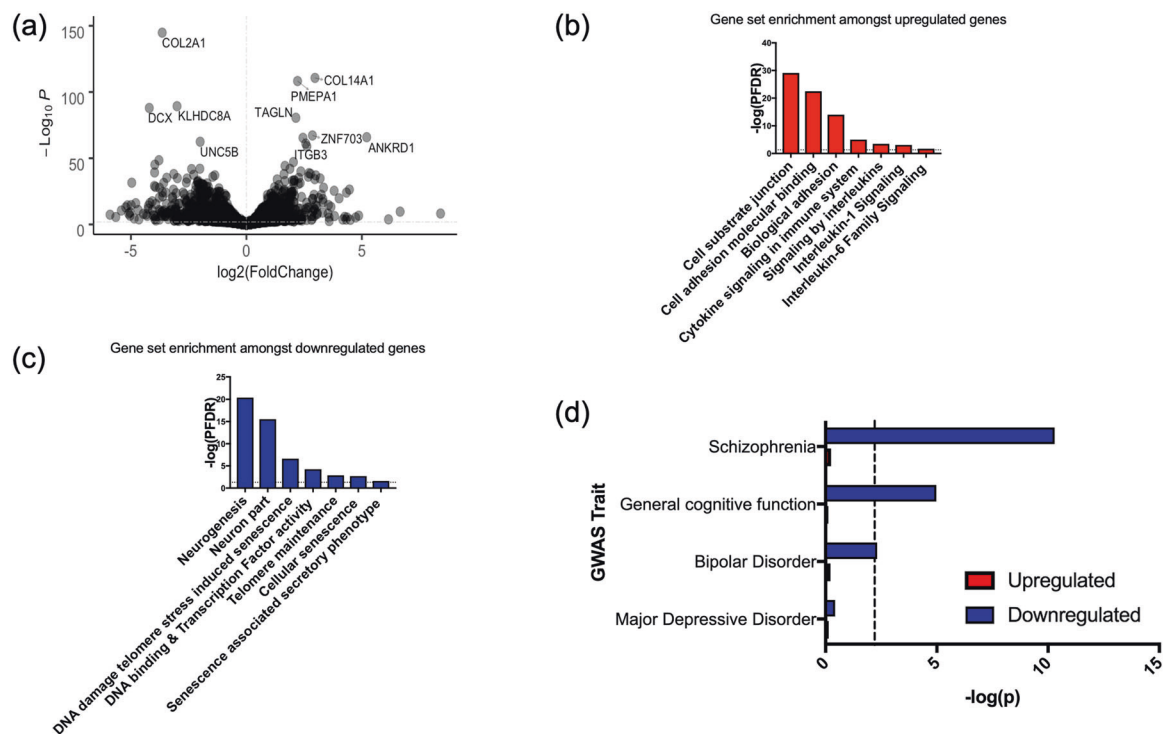 (a)
150
100
50
0
− Log10 P
COL2A1
COL14A1
PMEPA1
DCX
KLHDC8A
TAGLN
ZNF703
ANKRD1
UNC5B
ITGB3
-5
0
5
log2(FoldChange)
(b)
Gene set enrichment amongst upregulated genes
40
30
20
10
0
-log(PFDR)
Cell substrate junction
Cell adhesion molecular binding
Biological adhesion
Cytokine signaling in immune system
Signaling by interleukins
Interleukin-1 Signaling
Interleukin-6 Family Signaling
(c)
Gene set enrichment amongst downregulated genes
25
20
15
10
5
0
-log(PFDR)
Neurogenesis
Neuron part
DNA damage telomere stress induced senescence
DNA binding & Transcription Factor activity
Telomere maintenance
Cellular senescence
Senescence associated secretory phenotype
(d)
GWAS Trait
Schizophrenia
General cognitive function
Bipolar Disorder
Major Depressive Disorder
Upregulated
Downregulated
0
5
10
15
-log(p)